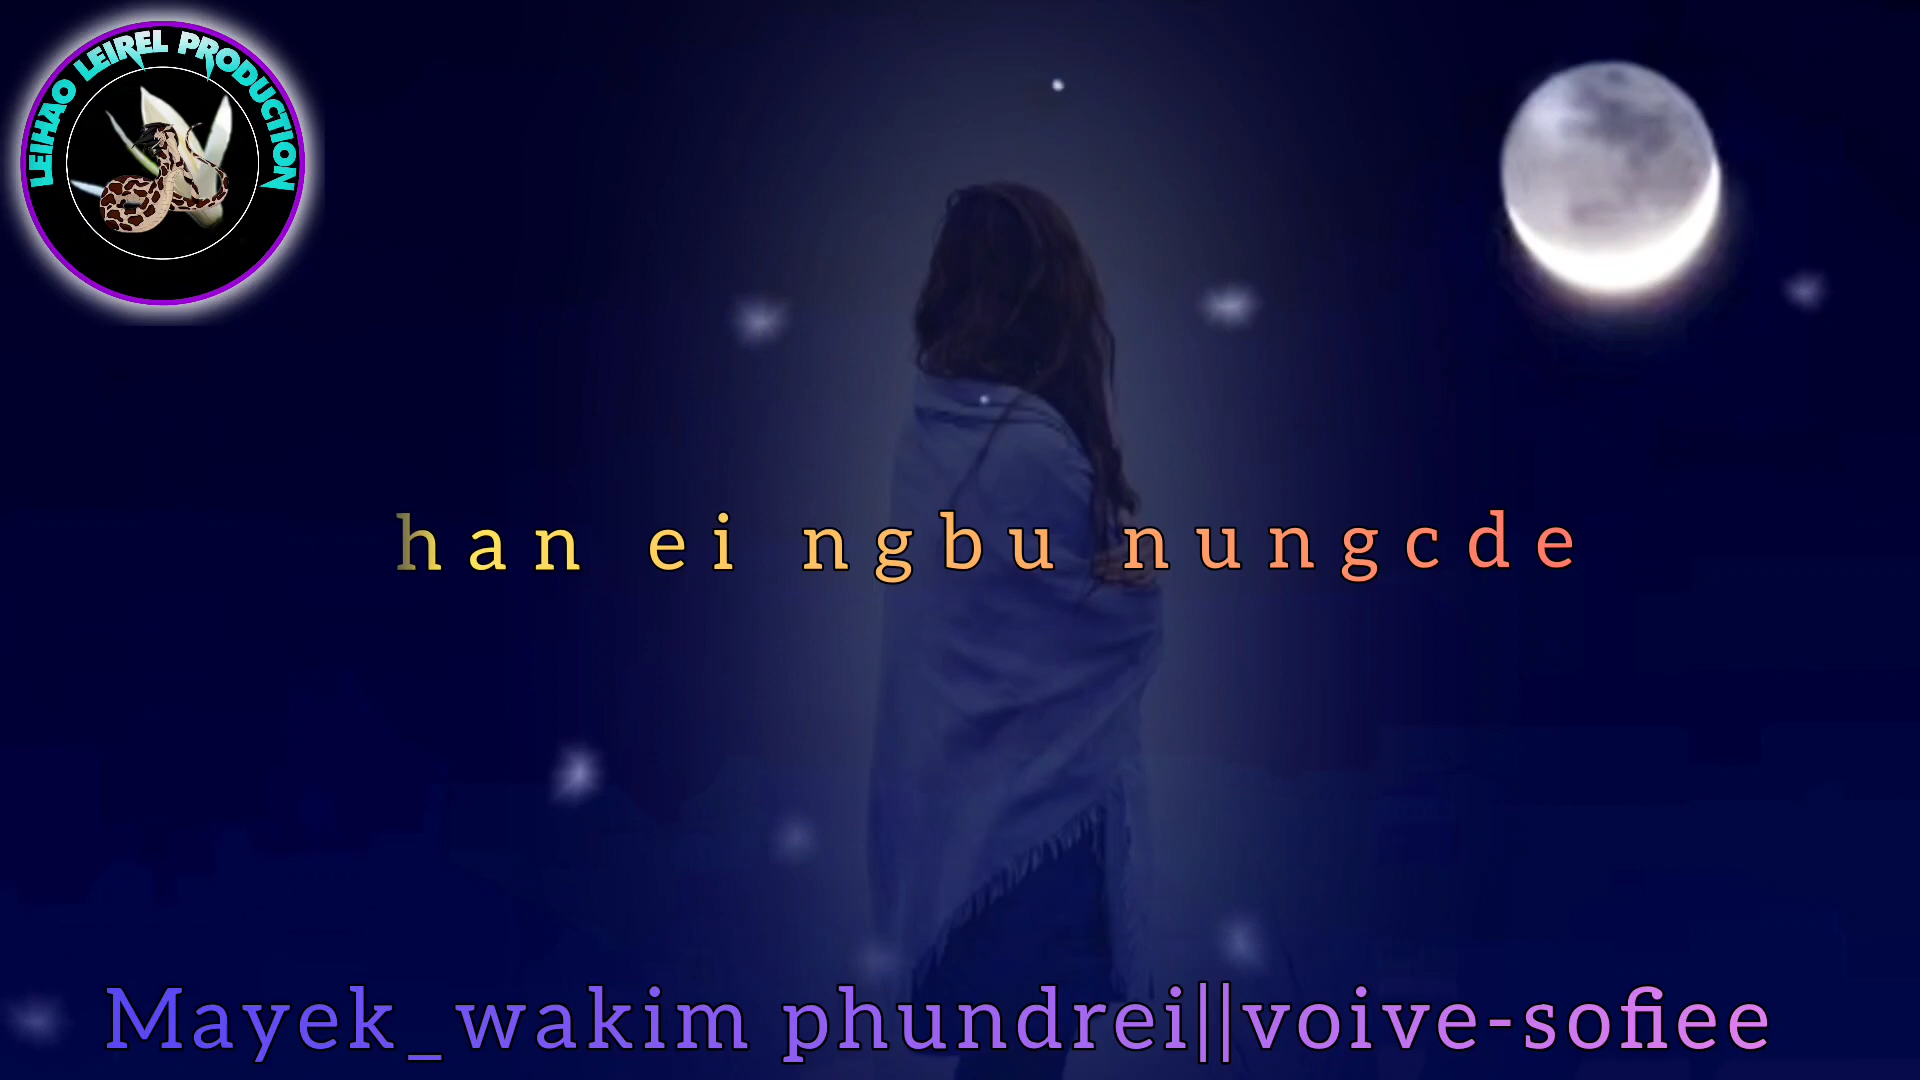 LEIHAO LEIREL PRODUCTION
han ei ngbu nungcde
Mayek_wakim phundrei||voive-sofiee